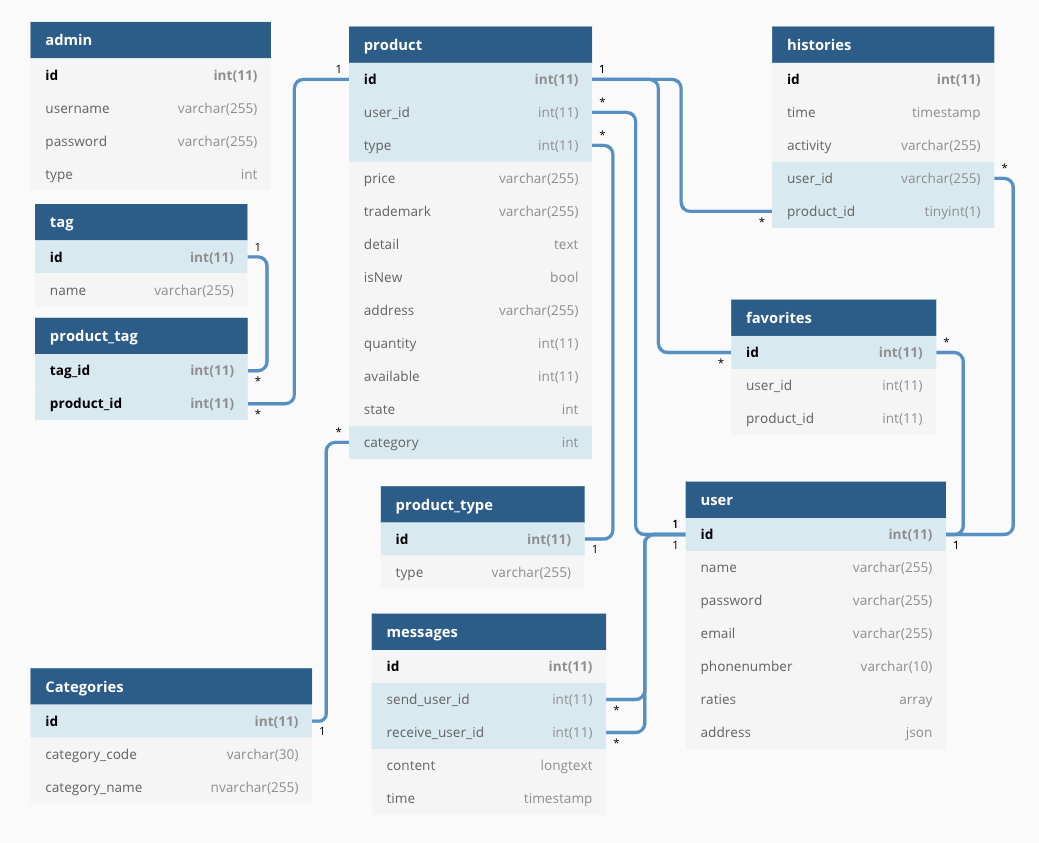 admin
id int(11)
username varchar(255)
password varchar(255)
type int
tag
id int(11)
name varchar(255)
product_tag
tag_id int(11)
product_id int(11)
product
id int(11)
user_id int(11)
type int(11)
price varchar(255)
trademark varchar(255)
detail text
isNew bool
address varchar(255)
quantity int(11)
available int(11)
state int
category int
product_type
id int(11)
type varchar(255)
messages
id int(11)
send_user_id int(11)
receive_user_id int(11)
content longtext
time timestamp
Categories
id int(11)
category_code varchar(30)
category_name nvarchar(255)
histories
id int(11)
time timestamp
activity varchar(255)
user_id varchar(255)
product_id tinyint(1)
favorites
id int(11)
user_id int(11)
product_id int(11)
user
id int(11)
name varchar(255)
password varchar(255)
email varchar(255)
phonenumber varchar(10)
raties array
address json
1
*
1
*
1
*
*
*
*
*
*
1
1
*
*
1
1
1
*
*